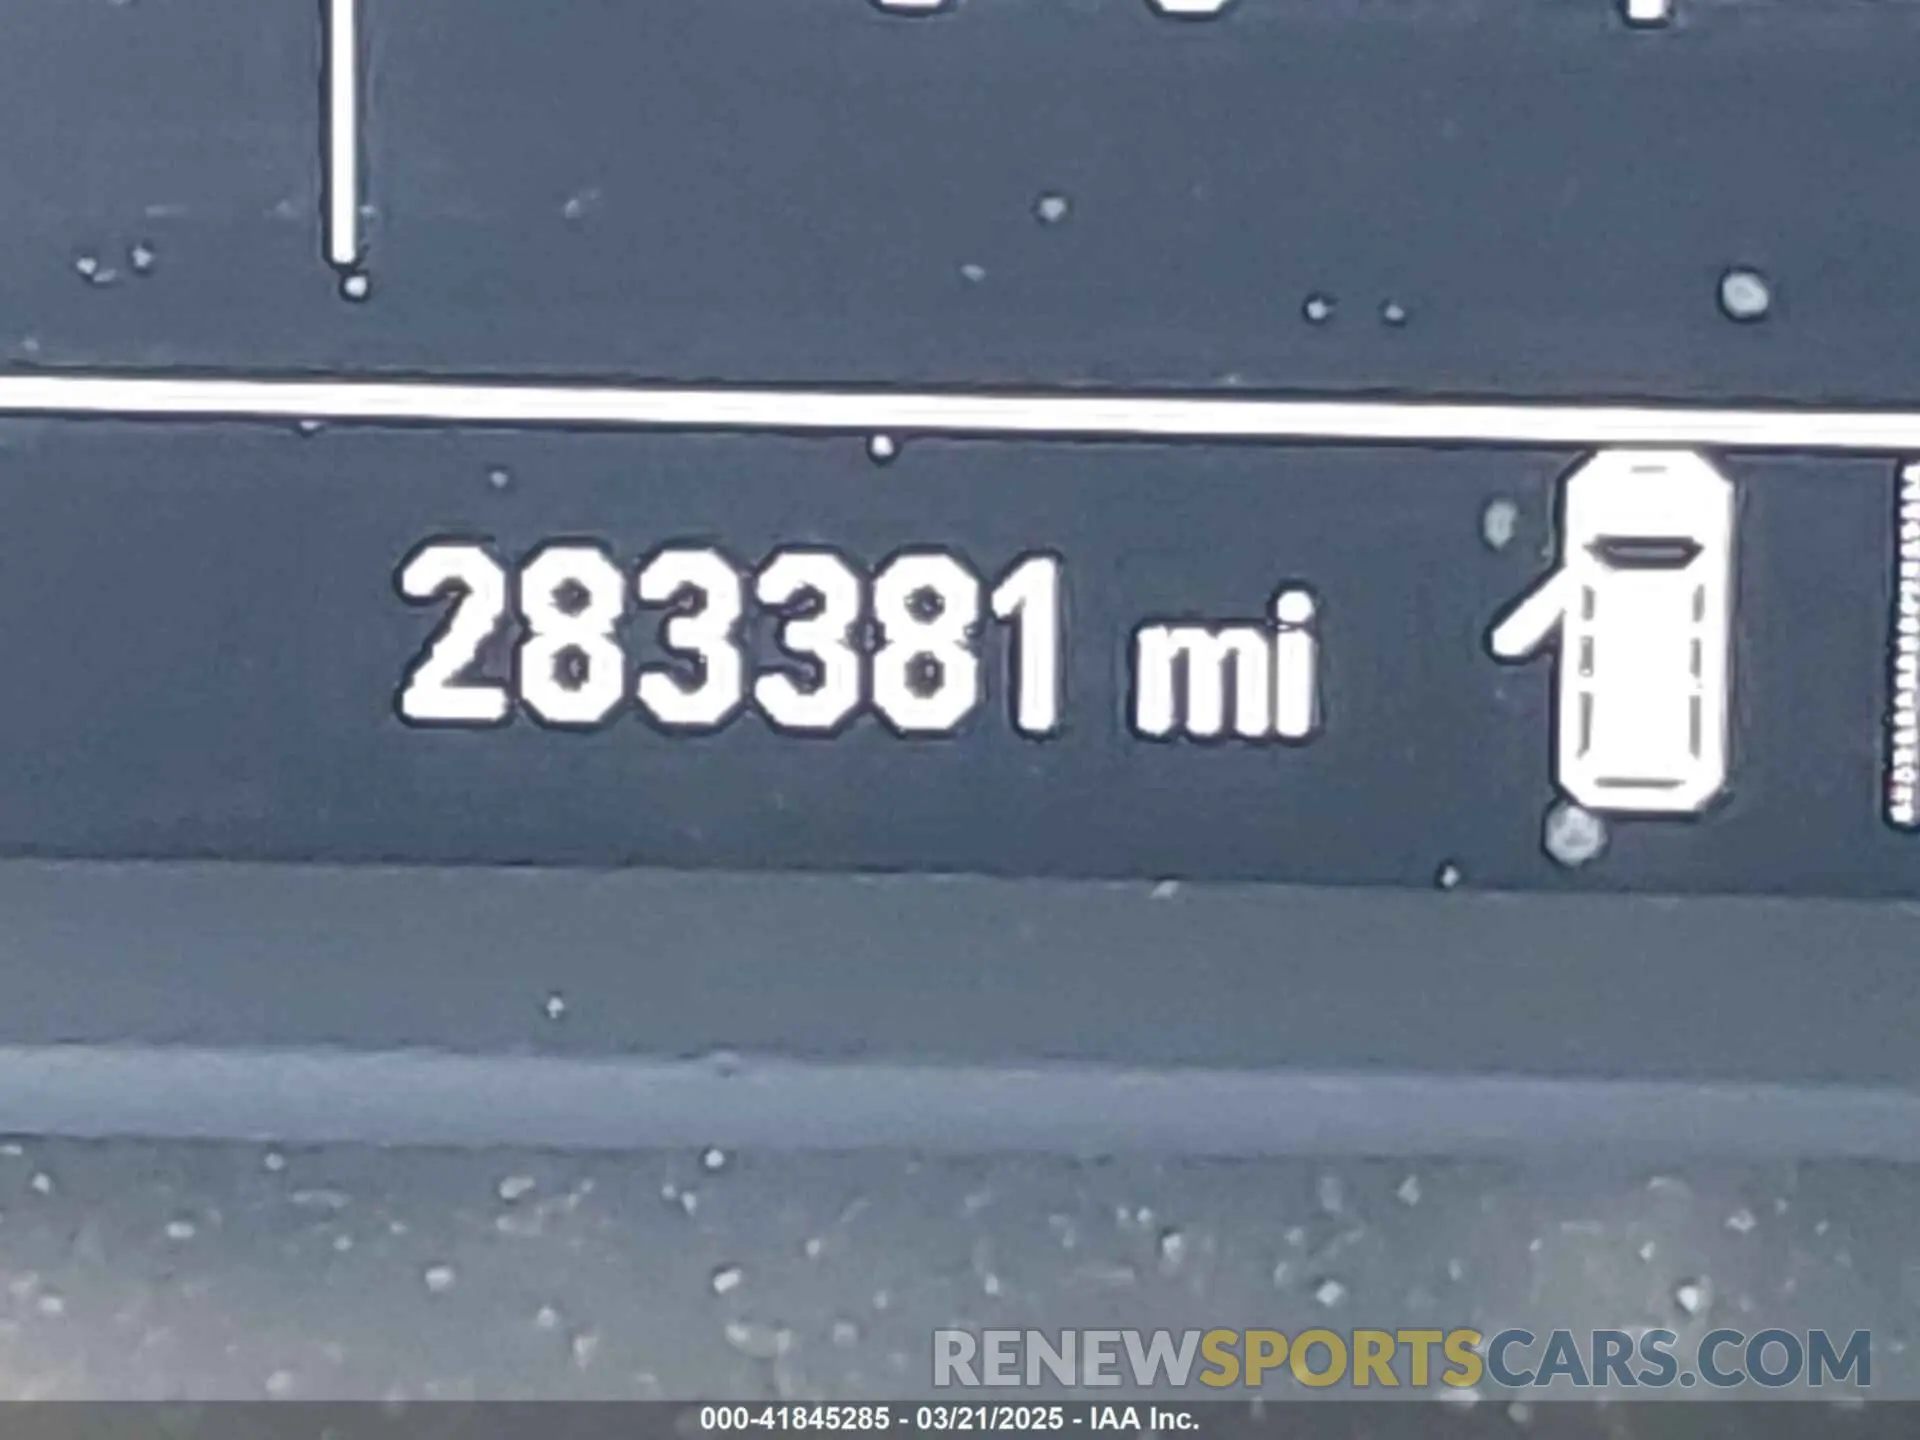 283381 mi
RENEWSPORTSCARS.COM
000-41845285 - 03/21/2025 - IAA Inc.